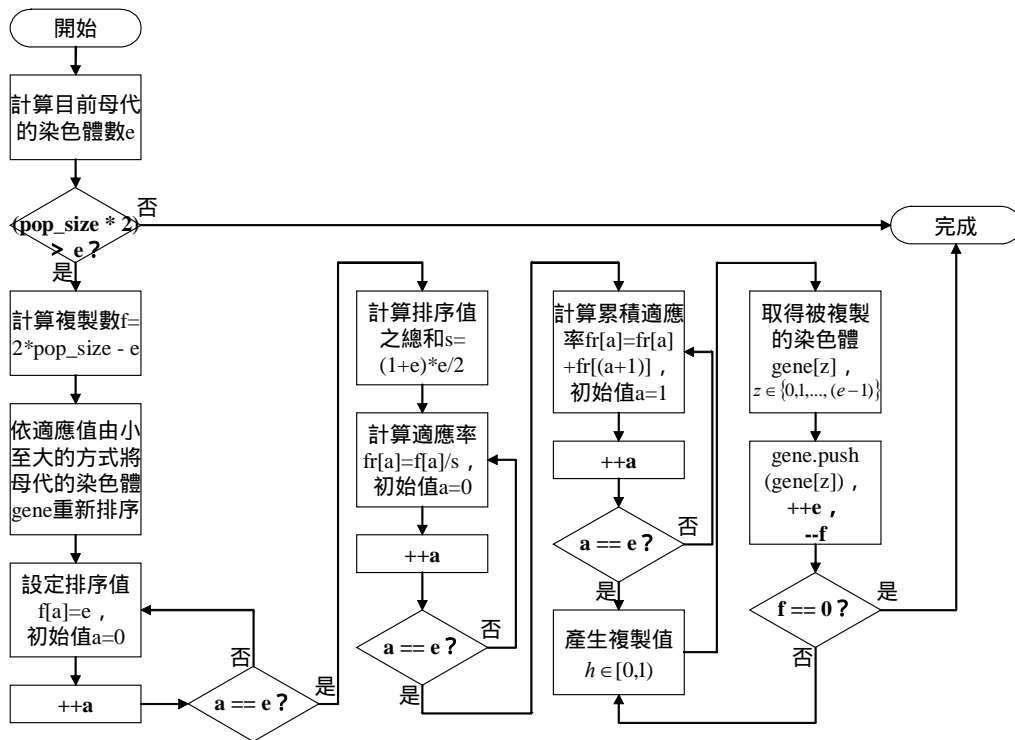 開始
計算目前母代
的染色體數e
(pop_size * 2)
> e？
否
是
完成
計算複製數f=
2*pop_size - e
依適應值由小
至大的方式將
母代的染色體
gene重新排序
設定排序值
f[a]=e，
初始值a=0
++a
a == e？
否
是
計算排序值
之總和s=
(1+e)*e/2
計算適應率
fr[a]=f[a]/s，
初始值a=0
++a
a == e？
否
是
計算累積適應
率fr[a]=fr[a]
+fr[(a+1)]，
初始值a=1
++a
a == e？
否
是
產生複製值
h∈[0,1)
取得被複製
的染色體
gene[z]，
z∈{0,1,...,(e−1)}
gene.push
(gene[z])，
++e，
--f
f == 0？
是
否